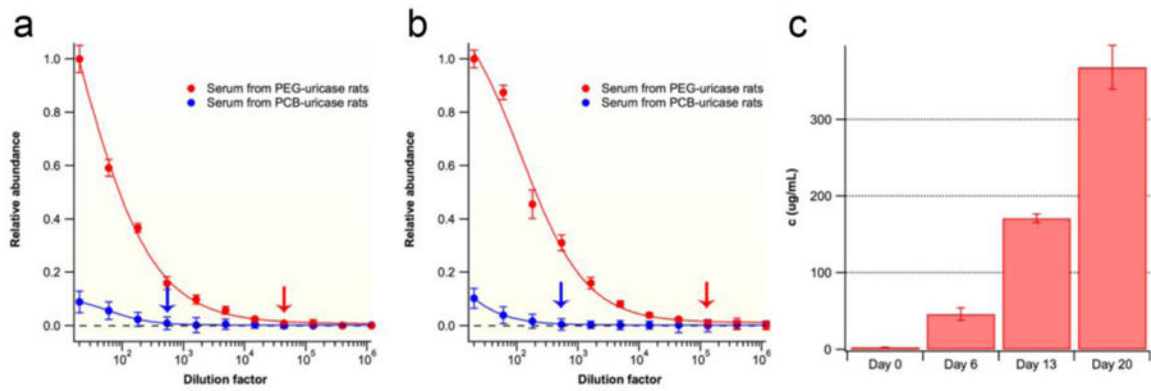 a
1.0
0.8
0.6
0.4
0.2
0.0
Relative abundance
Serum from PEG-uricase rats
Serum from PCB-uricase rats
10²
10³
10⁴
10⁵
10⁶
Dilution factor
b
1.0
0.8
0.6
0.4
0.2
0.0
Relative abundance
Serum from PEG-uricase rats
Serum from PCB-uricase rats
10²
10³
10⁴
10⁵
10⁶
Dilution factor
c
300
200
100
0
c (ug/mL)
Day 0
Day 6
Day 13
Day 20